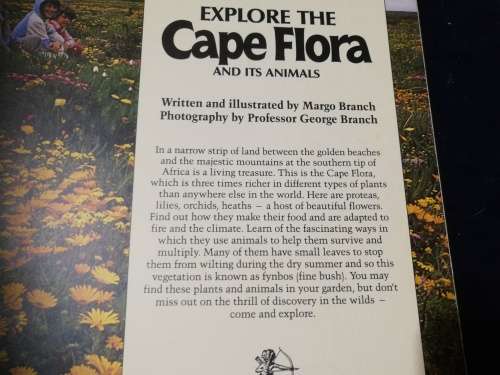 EXPLORE THE
Cape Flora
AND ITS ANIMALS
Written and illustrated by Margo Branch
Photography by Professor George Branch
In a narrow strip of land between the golden beaches
and the majestic mountains at the southern tip of
Africa is a living treasure. This is the Cape Flora,
which is three times richer in different types of plants
than anywhere else in the world. Here are proteas,
lilies, orchids, heaths – a host of beautiful flowers.
Find out how they make their food and are adapted to
fire and the climate. Learn of the fascinating ways in
which they use animals to help them survive and
multiply. Many of them have small leaves to stop
them from wilting during the dry summer and so this
vegetation is known as fynbos (fine bush). You may
find these plants and animals in your garden, but don't
miss out on the thrill of discovery in the wilds –
come and explore.